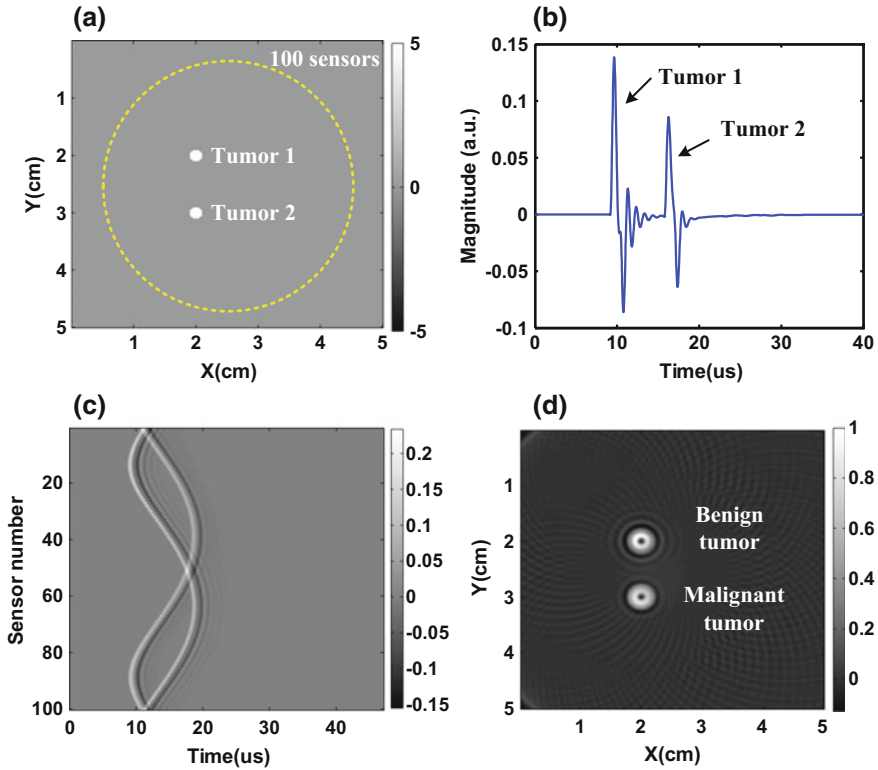 (a)
100 sensors
Tumor 1
Tumor 2
Y(cm)
1
2
3
4
5
1
2
3
4
5
X(cm)
5
0
-5
(b)
Tumor 1
Tumor 2
Magnitude (a.u.)
0.15
0.1
0.05
0
-0.05
-0.1
0
10
20
30
40
Time(us)
(c)
Sensor number
20
40
60
80
100
0
20
40
Time(us)
0.2
0.15
0.1
0.05
0
-0.05
-0.1
-0.15
(d)
Benign
tumor
Malignant
tumor
Y(cm)
1
2
3
4
5
1
2
3
4
5
X(cm)
1
0.8
0.6
0.4
0.2
0